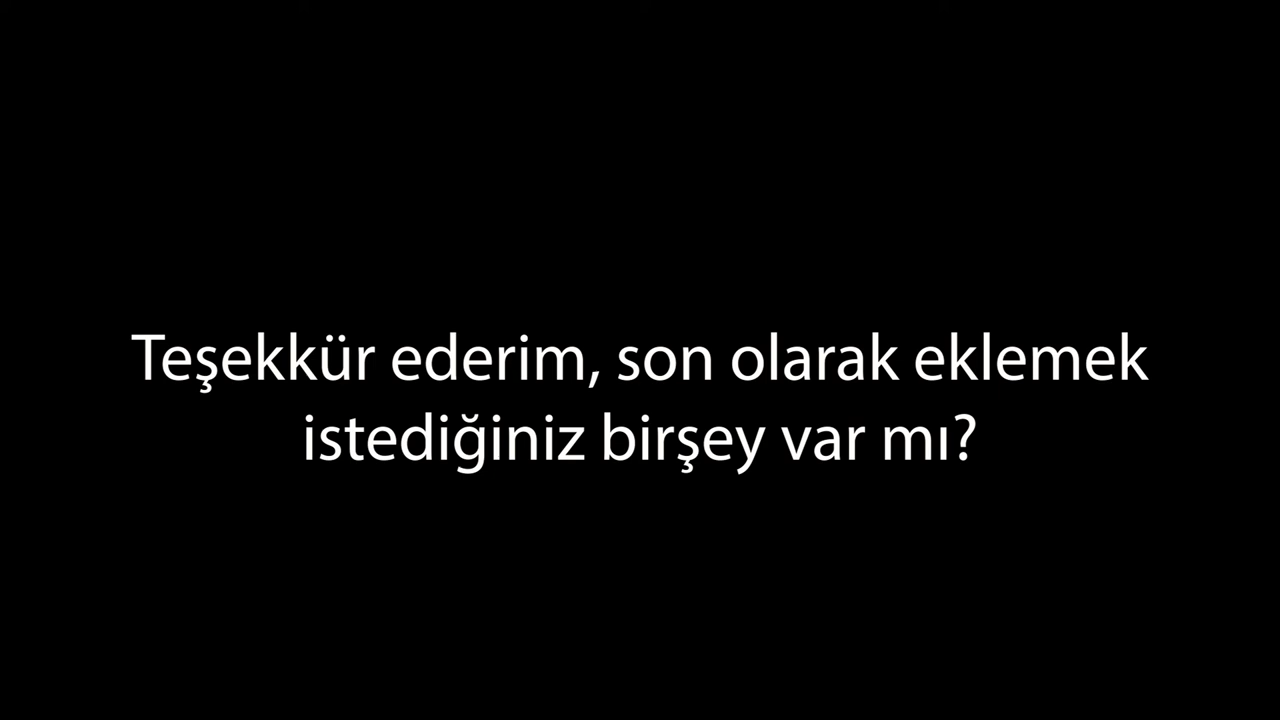 Teşekkür ederim, son olarak eklemek
istediğiniz birşey var mı?